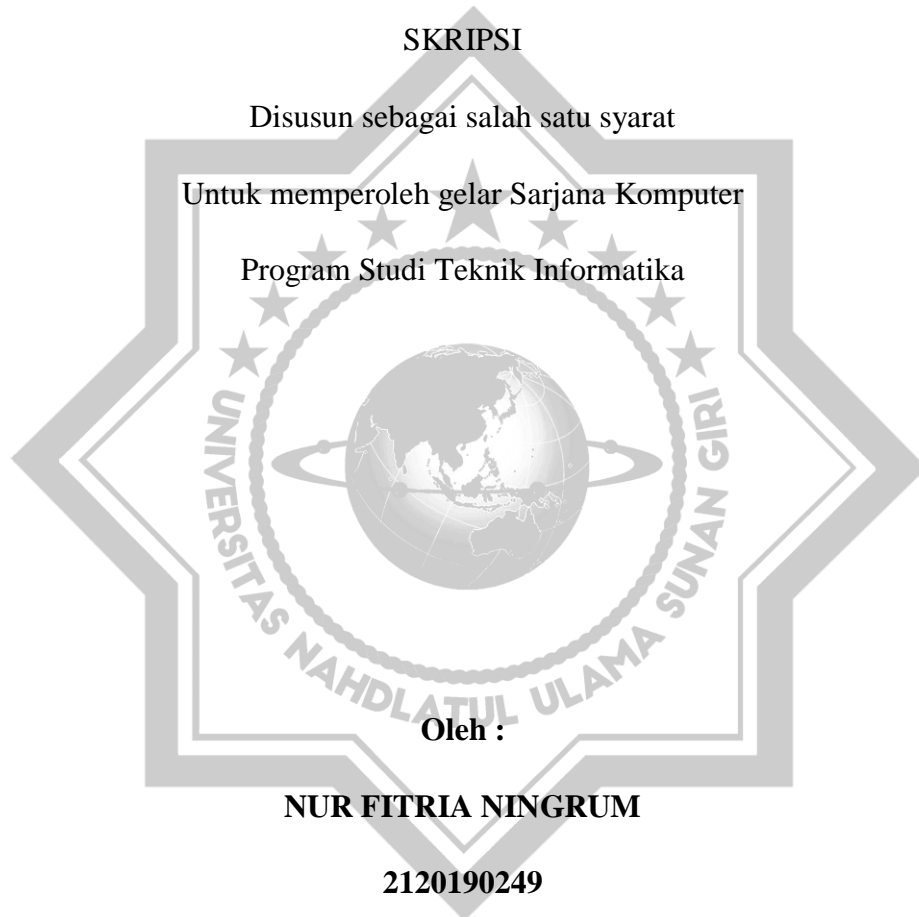 SKRIPSI
Disusun sebagai salah satu syarat
Untuk memperoleh gelar Sarjana Komputer
Program Studi Teknik Informatika
UNIVERSITAS NAHDLATUL ULAMA SUNAN GIRI
Oleh :
NUR FITRIA NINGRUM
2120190249